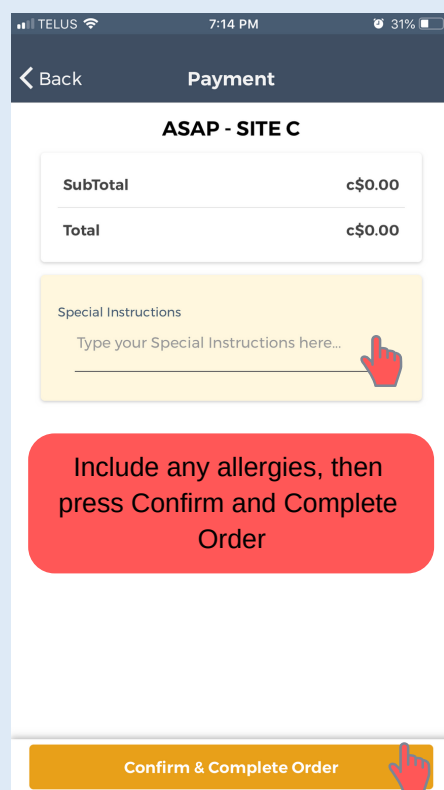 TELUS 7:14 PM 31%
Back Payment
ASAP - SITE C
SubTotal c$0.00
Total c$0.00
Special Instructions
Type your Special Instructions here...
Include any allergies, then
press Confirm and Complete
Order
Confirm & Complete Order